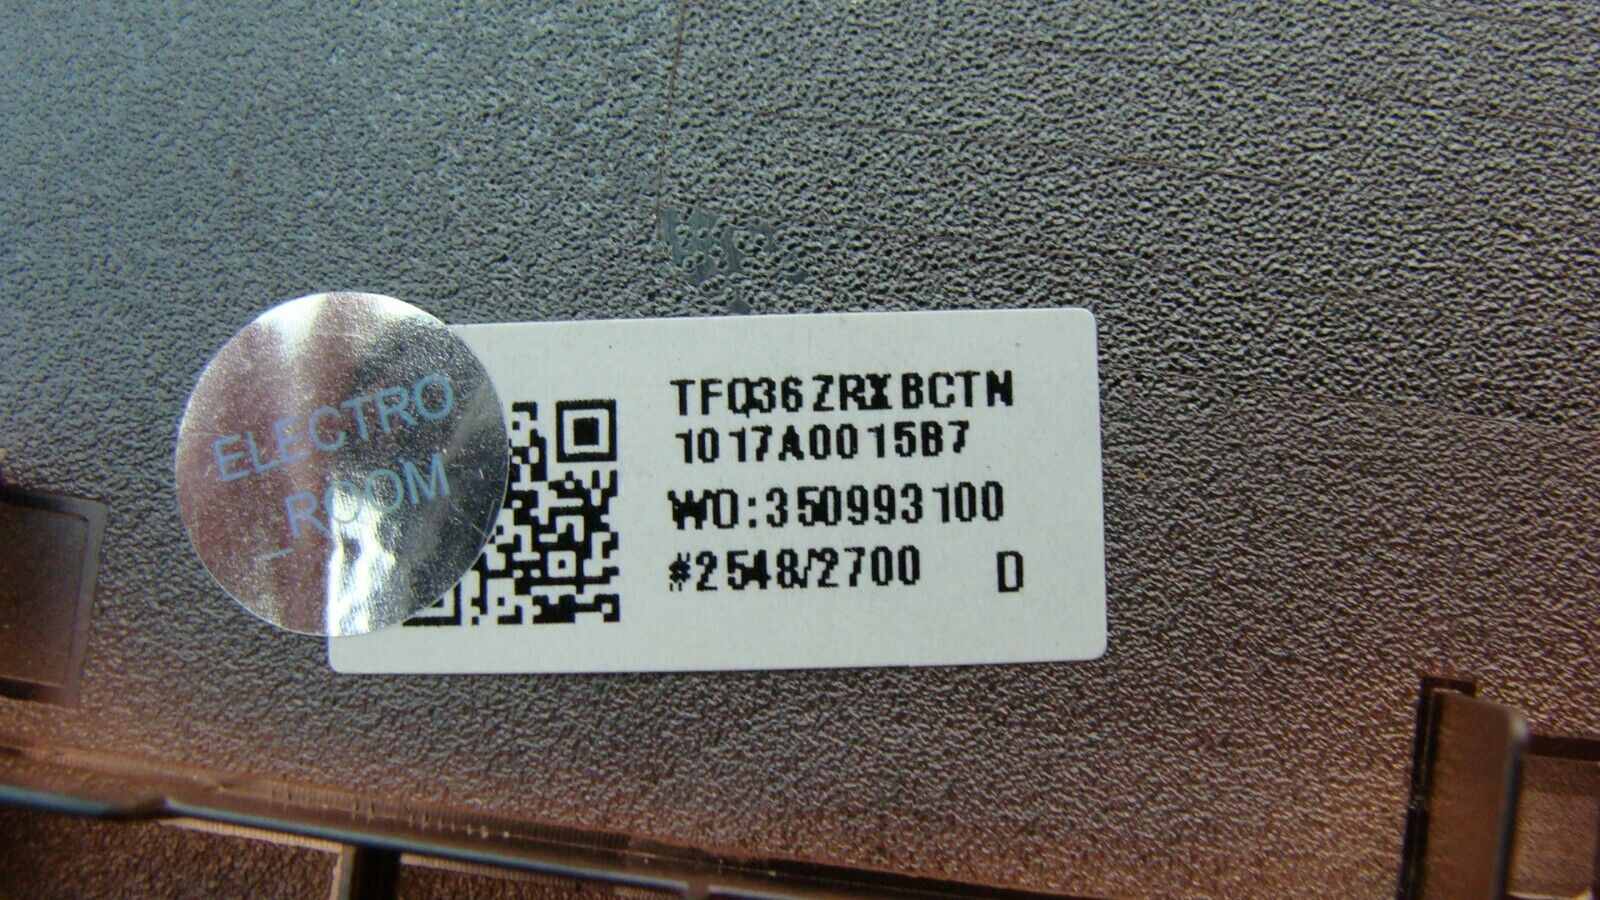 ELECTRO
_ROOM
TFQ36ZRXBCTN
1017A0015B7
WO:350993100
#2548/2700 D